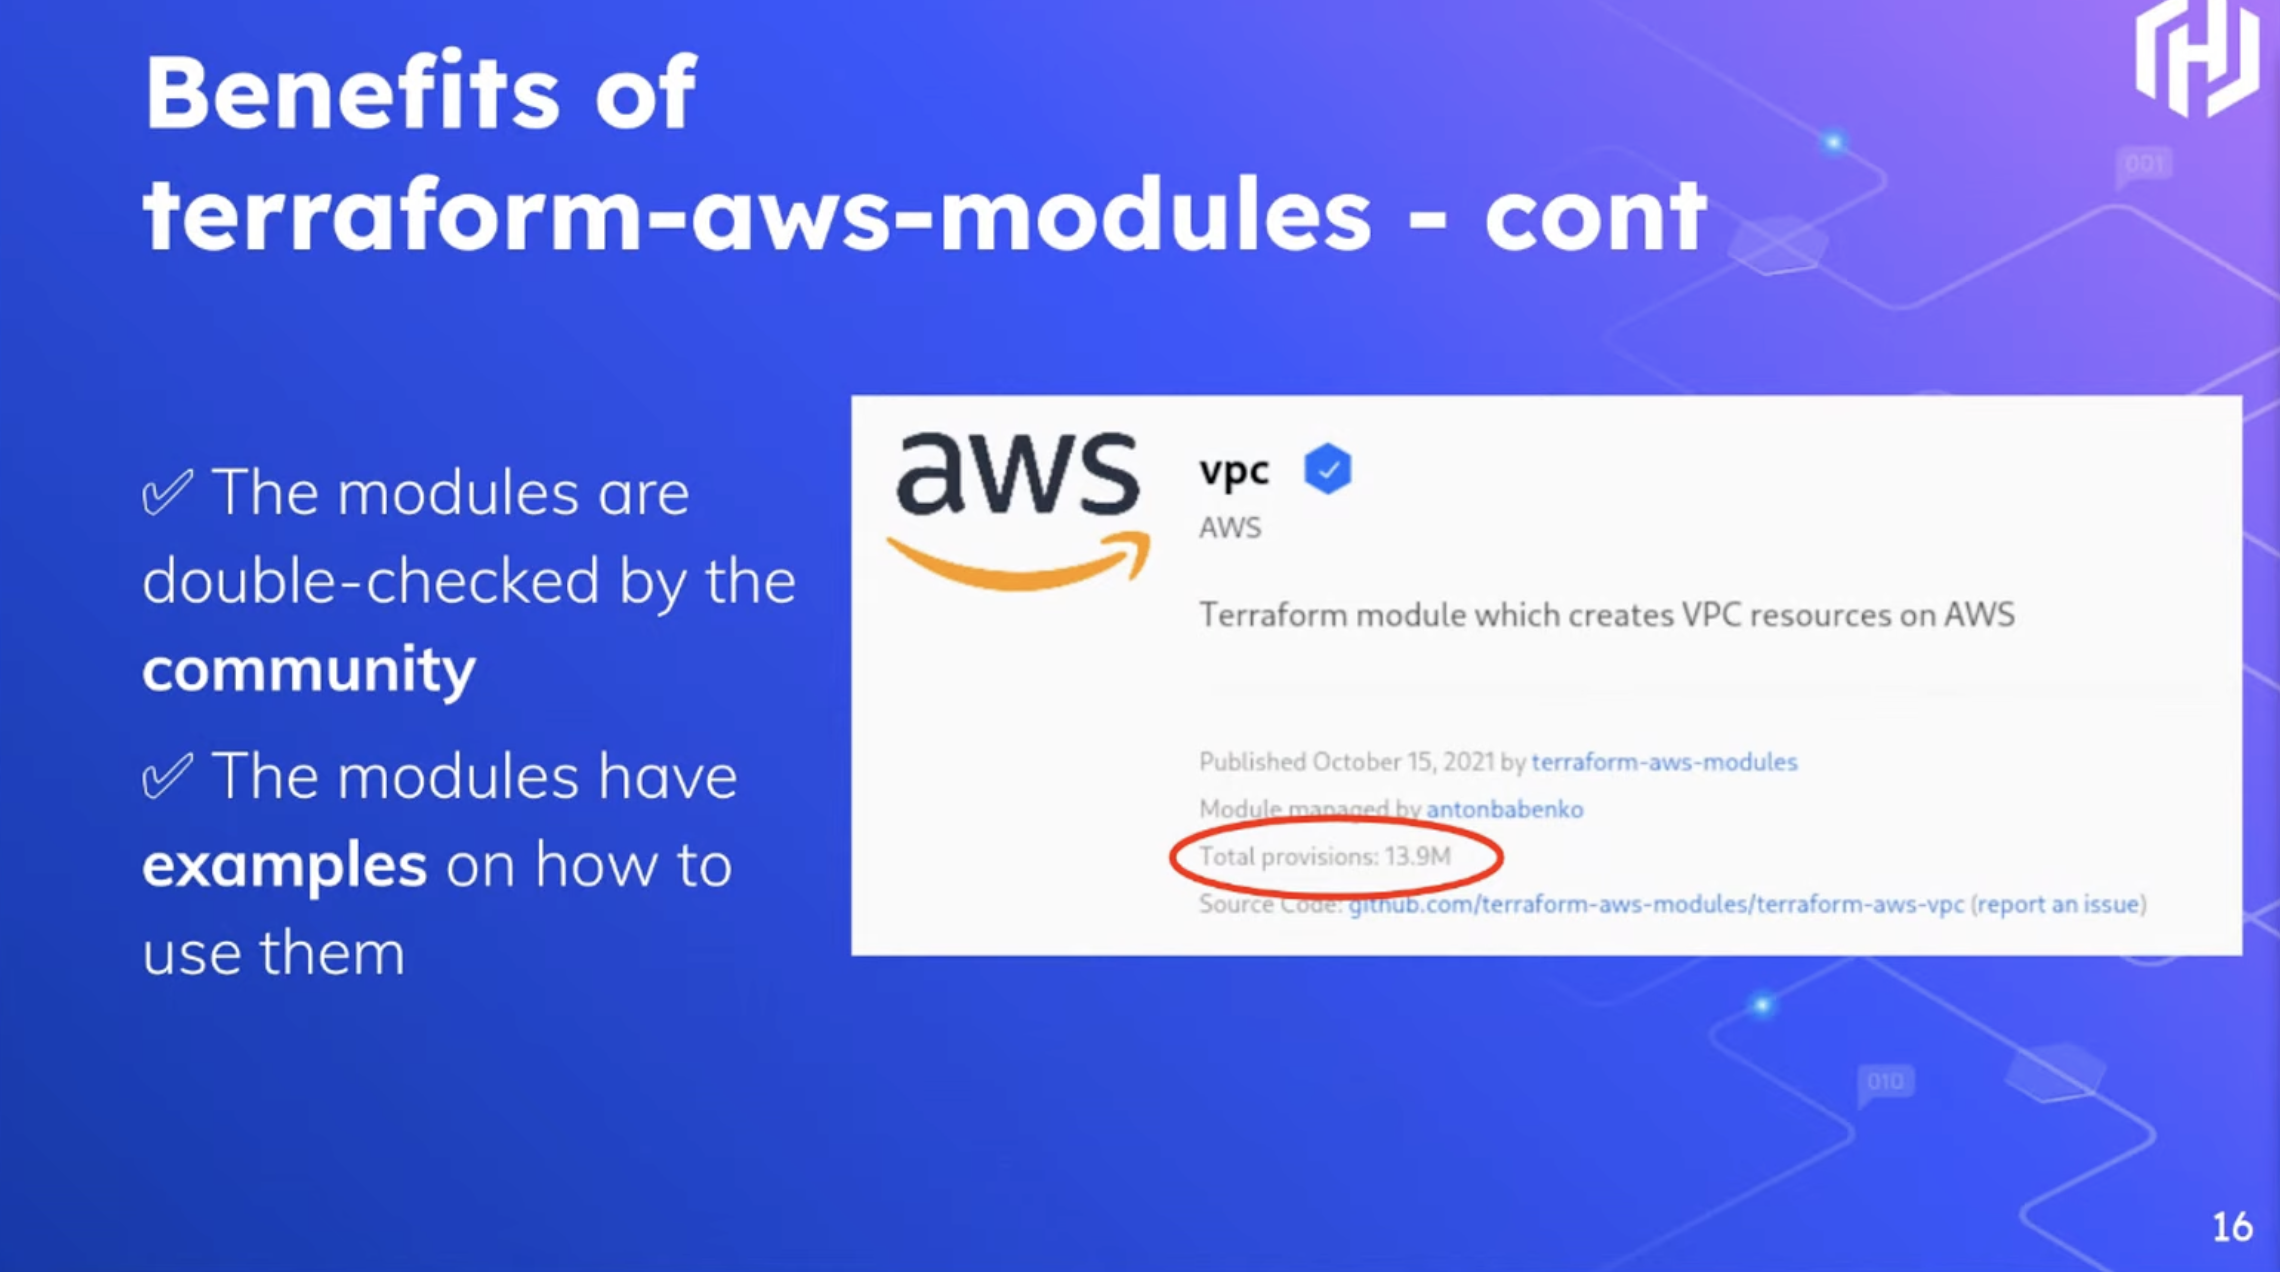 Benefits of
terraform-aws-modules - cont
001
✅ The modules are
double-checked by the
community
✅ The modules have
examples on how to
use them
aws
vpc
AWS
Terraform module which creates VPC resources on AWS
Published October 15, 2021 by terraform-aws-modules
Module managed by antonbabenko
Total provisions: 13.9M
Source Code: github.com/terraform-aws-modules/terraform-aws-vpc (report an issue)
010
16